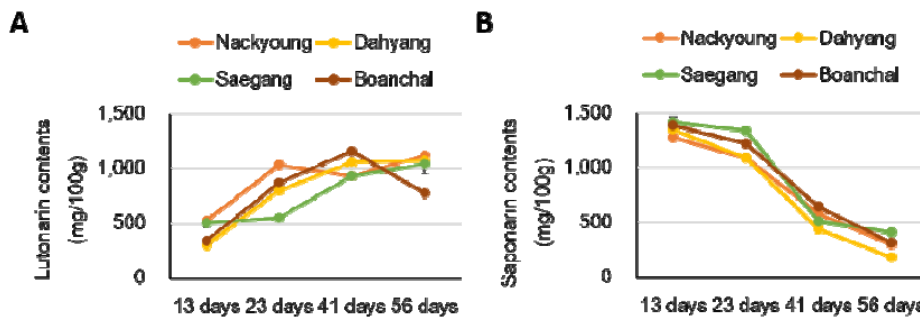 A
Nackyoung Dahyang
Saegang Boanchal
Lutonarin contents
(mg/100g)
1,500
1,000
500
0
13 days 23 days 41 days 56 days
B
Nackyoung Dahyang
Saegang Boanchal
Saponarin contents
(mg/100g)
1,500
1,000
500
0
13 days 23 days 41 days 56 days